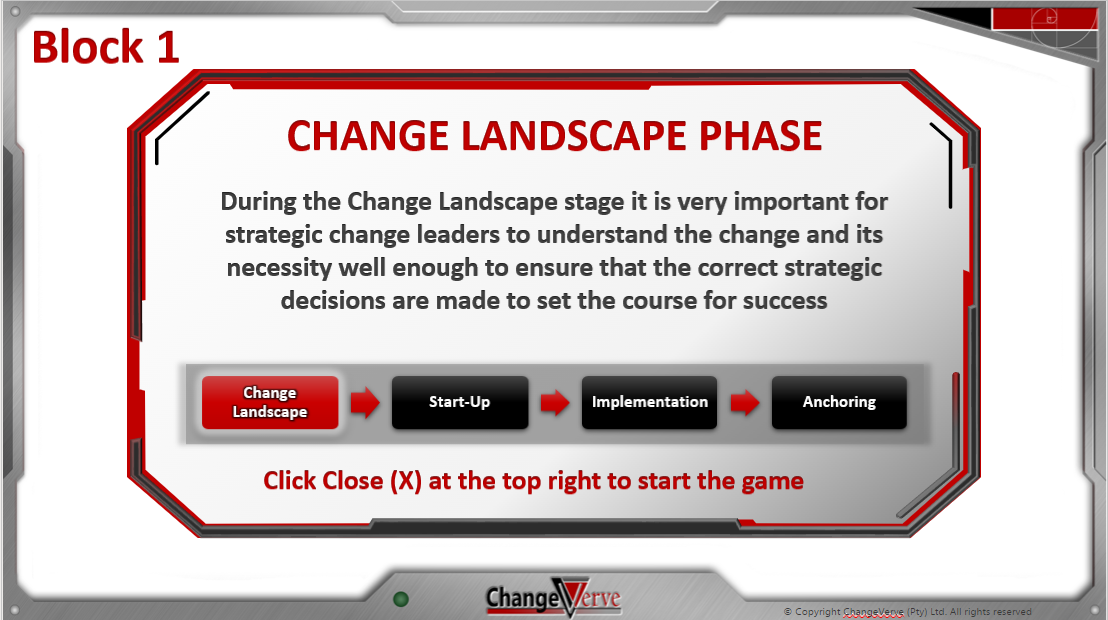 Block 1
CHANGE LANDSCAPE PHASE
During the Change Landscape stage it is very important for
strategic change leaders to understand the change and its
necessity well enough to ensure that the correct strategic
decisions are made to set the course for success
Change
Landscape
Start-Up
Implementation
Anchoring
Click Close (X) at the top right to start the game
ChangeVerve
© Copyright ChangeVerve (Pty) Ltd. All rights reserved